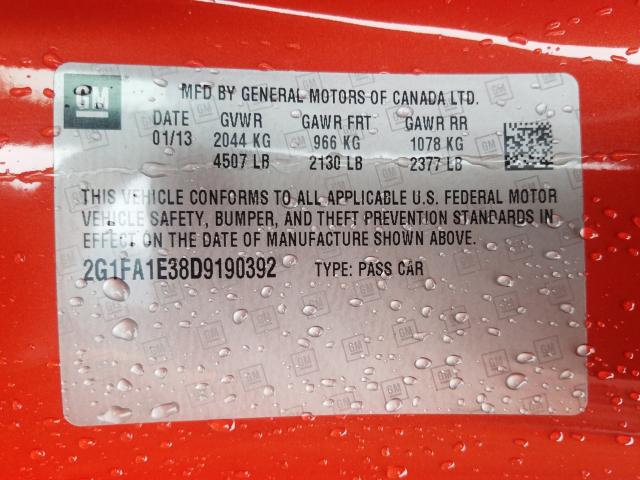 GM
MFD BY GENERAL MOTORS OF CANADA LTD.
DATE GVWR GAWR FRT GAWR RR
01/13 2044 KG 966 KG 1078 KG
4507 LB 2130 LB 2377 LB
THIS VEHICLE CONFORMS TO ALL APPLICABLE U.S. FEDERAL MOTOR
VEHICLE SAFETY, BUMPER, AND THEFT PREVENTION STANDARDS IN
EFFECT ON THE DATE OF MANUFACTURE SHOWN ABOVE.
2G1FA1E38D9190392 TYPE: PASS CAR